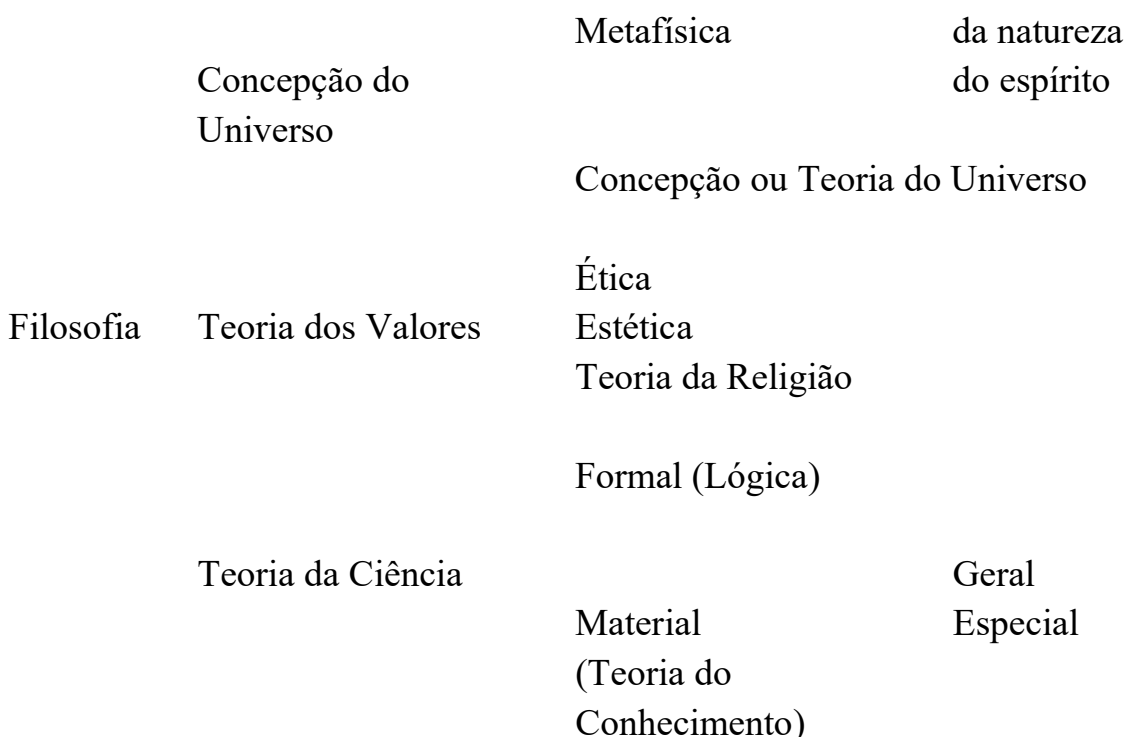 Metafísica da natureza
Concepção do do espírito
Universo
Concepção ou Teoria do Universo
Ética
Filosofia Teoria dos Valores Estética
Teoria da Religião
Formal (Lógica)
Teoria da Ciência Geral
Material Especial
(Teoria do
Conhecimento)